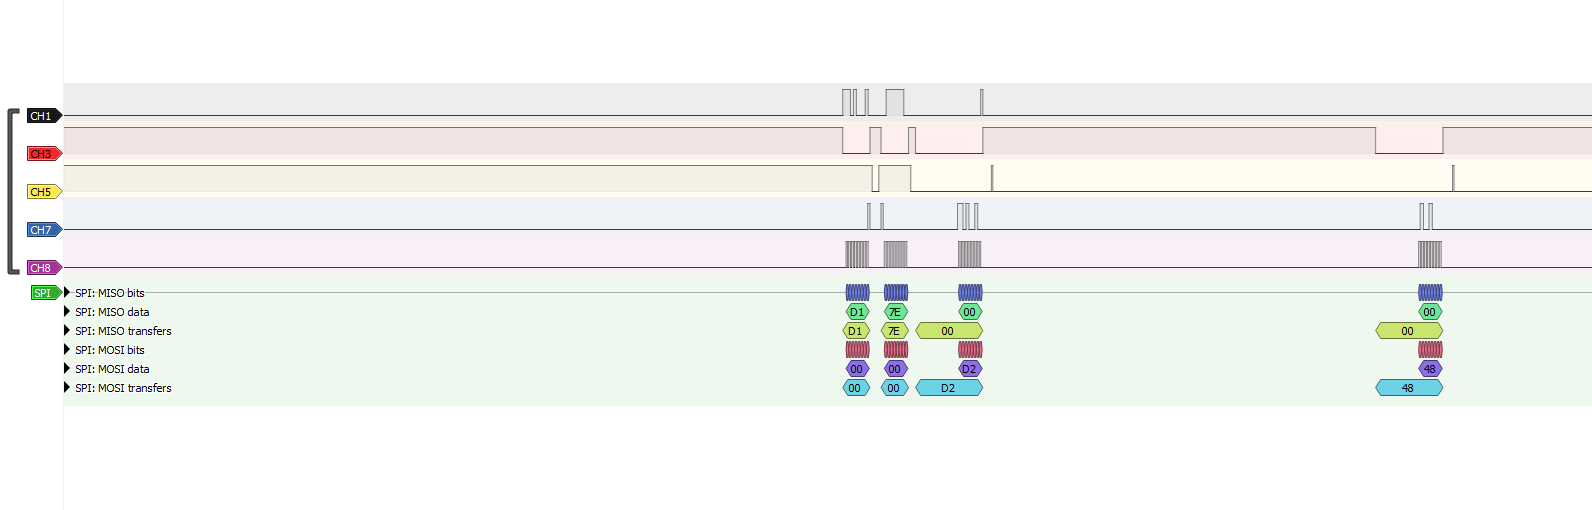 CH1
CH3
CH5
CH7
CH8
SPI SPI: MISO bits
SPI: MISO data D1 7E 00 00
SPI: MISO transfers D1 7E 00 00
SPI: MOSI bits
SPI: MOSI data 00 00 D2 48
SPI: MOSI transfers 00 00 D2 48